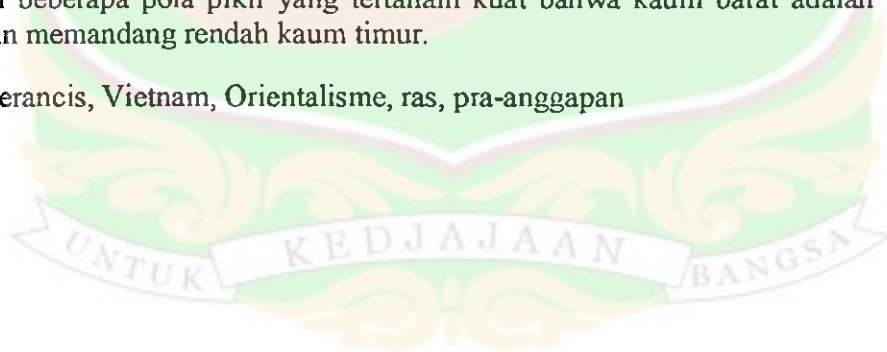 beberapa pola pikir yang tertanam kuat bahwa kaum barat adalah
n memandang rendah kaum timur.
erancis, Vietnam, Orientalisme, ras, pra-anggapan
UNTUK KEDJAJAAN BANGSA